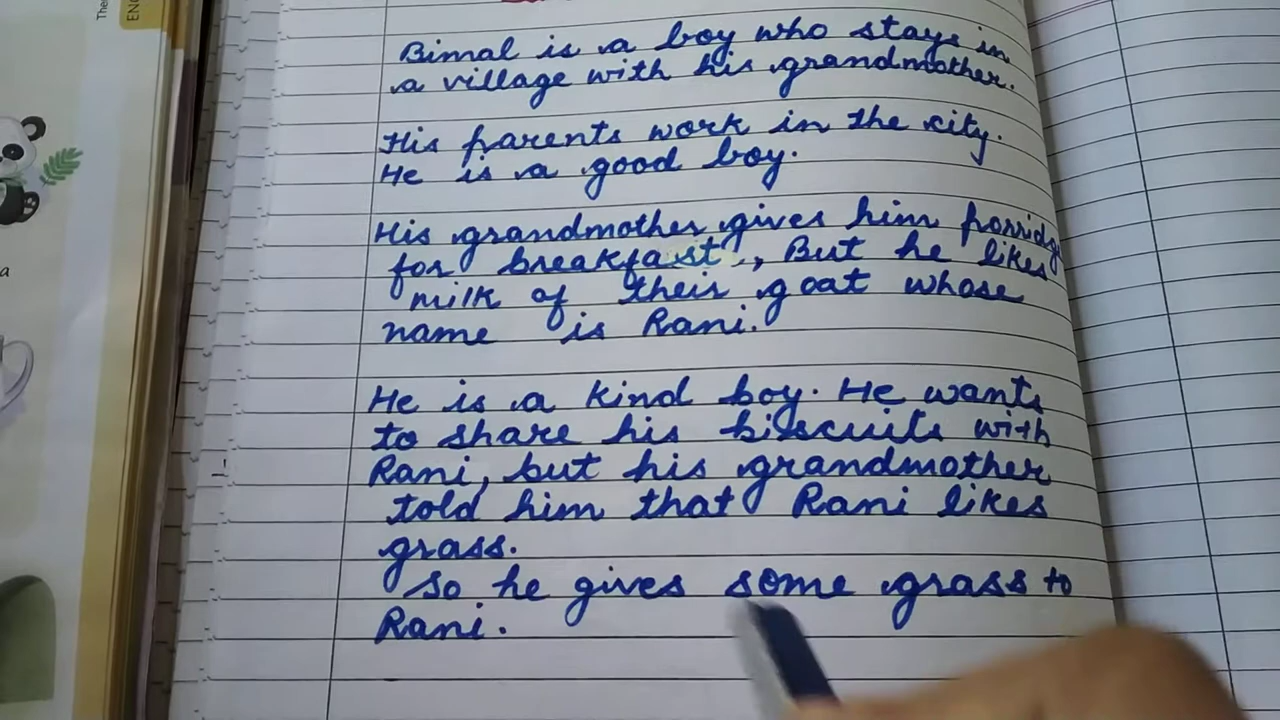 The
ENG
a
Bimal is a boy who stays in
a village with his grandmother.
His parents work in the city.
He is a good boy.
His grandmother gives him porridg
for breakfast, But he likes
milk of their goat whose
name is Rani.
He is a kind boy. He wants
to share his biscuits with
Rani, but his grandmother
told him that Rani likes
grass.
So he gives some grass to
Rani.